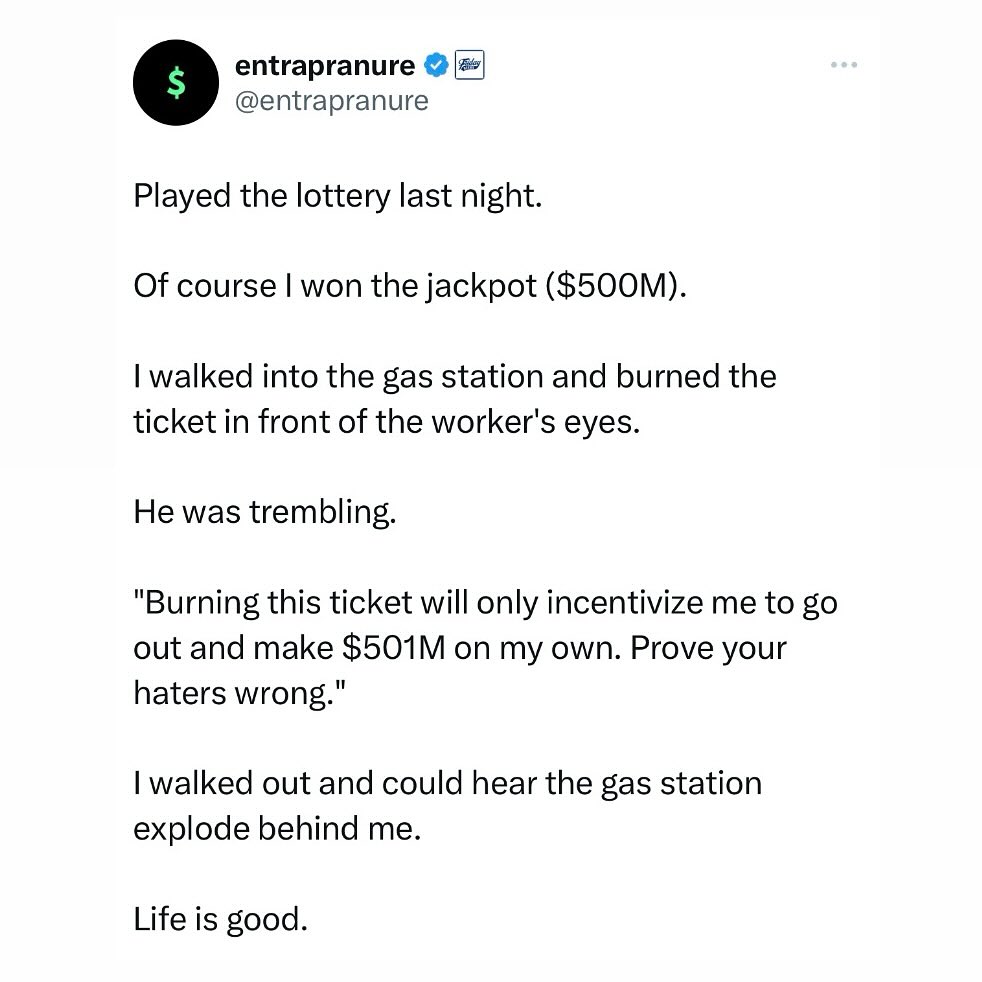 entrapranure
@entrapranure
Played the lottery last night.
Of course I won the jackpot ($500M).
I walked into the gas station and burned the
ticket in front of the worker's eyes.
He was trembling.
"Burning this ticket will only incentivize me to go
out and make $501M on my own. Prove your
haters wrong."
I walked out and could hear the gas station
explode behind me.
Life is good.